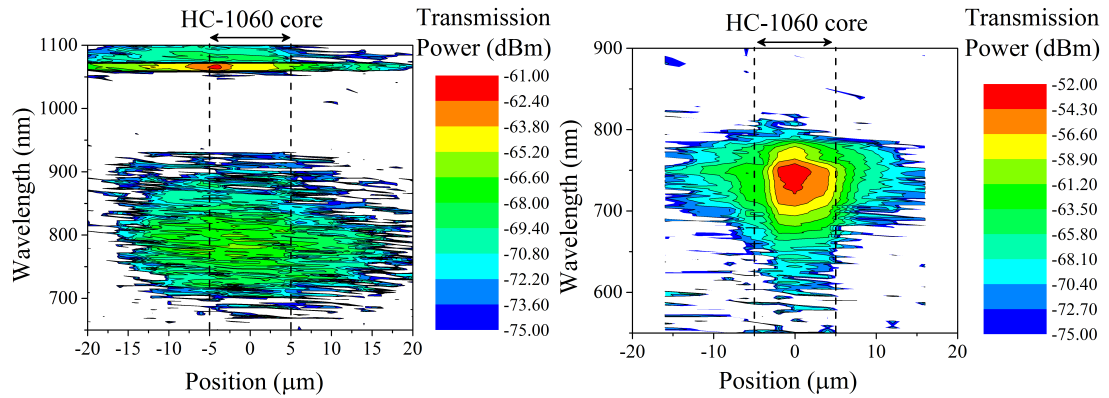 HC-1060 core
Transmission
Power (dBm)
1100
1000
900
800
700
Wavelength (nm)
-20 -15 -10 -5 0 5 10 15 20
Position (μm)
-61.00
-62.40
-63.80
-65.20
-66.60
-68.00
-69.40
-70.80
-72.20
-73.60
-75.00
HC-1060 core
Transmission
Power (dBm)
900
800
700
600
Wavelength (nm)
-20 -10 0 10 20
Position (μm)
-52.00
-54.30
-56.60
-58.90
-61.20
-63.50
-65.80
-68.10
-70.40
-72.70
-75.00